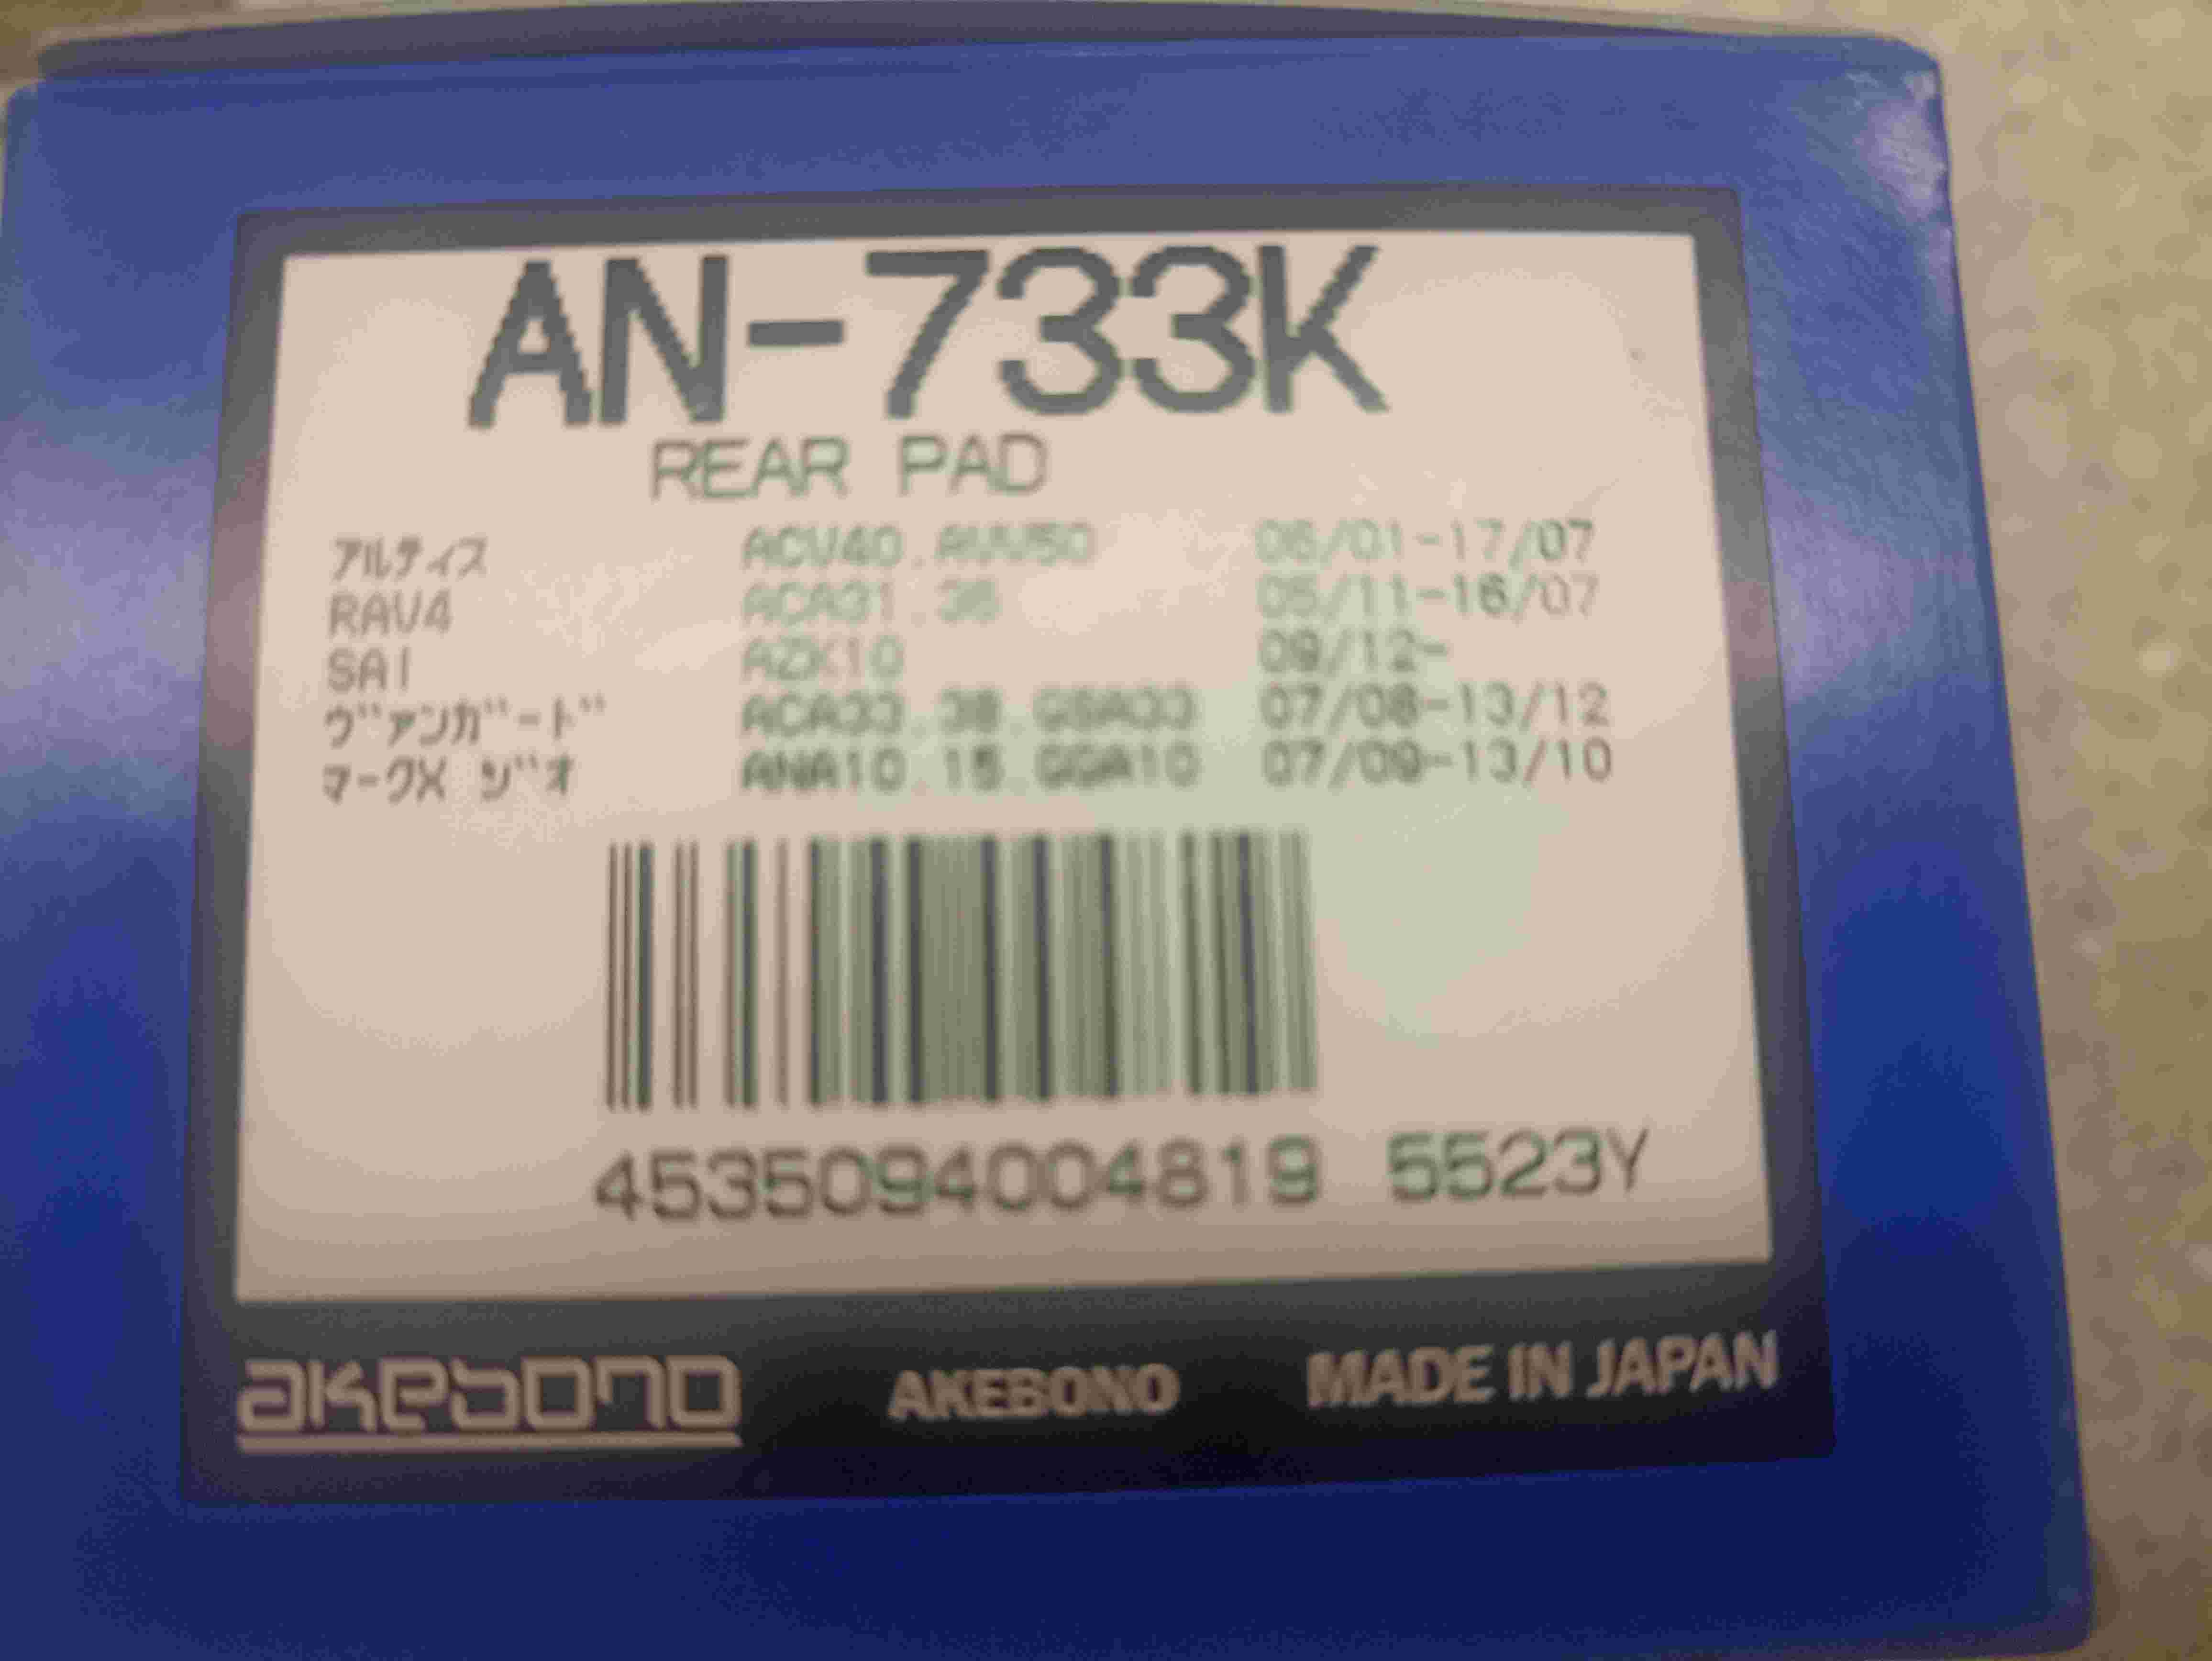 AN-733K
REAR PAD
ｱﾙﾃｨｽ ACV40.AVV50 06/01-17/07
RAV4 ACA31.36 05/11-16/07
SAI AZK10 09/12-
ｳﾞｧﾝｶﾞｰﾄﾞ ACA33.38.GSA33 07/08-13/12
ﾏｰｸX ｼﾞｵ ANA10.15.GGA10 07/09-13/10
4535094004819 5523Y
akebono AKEBONO MADE IN JAPAN